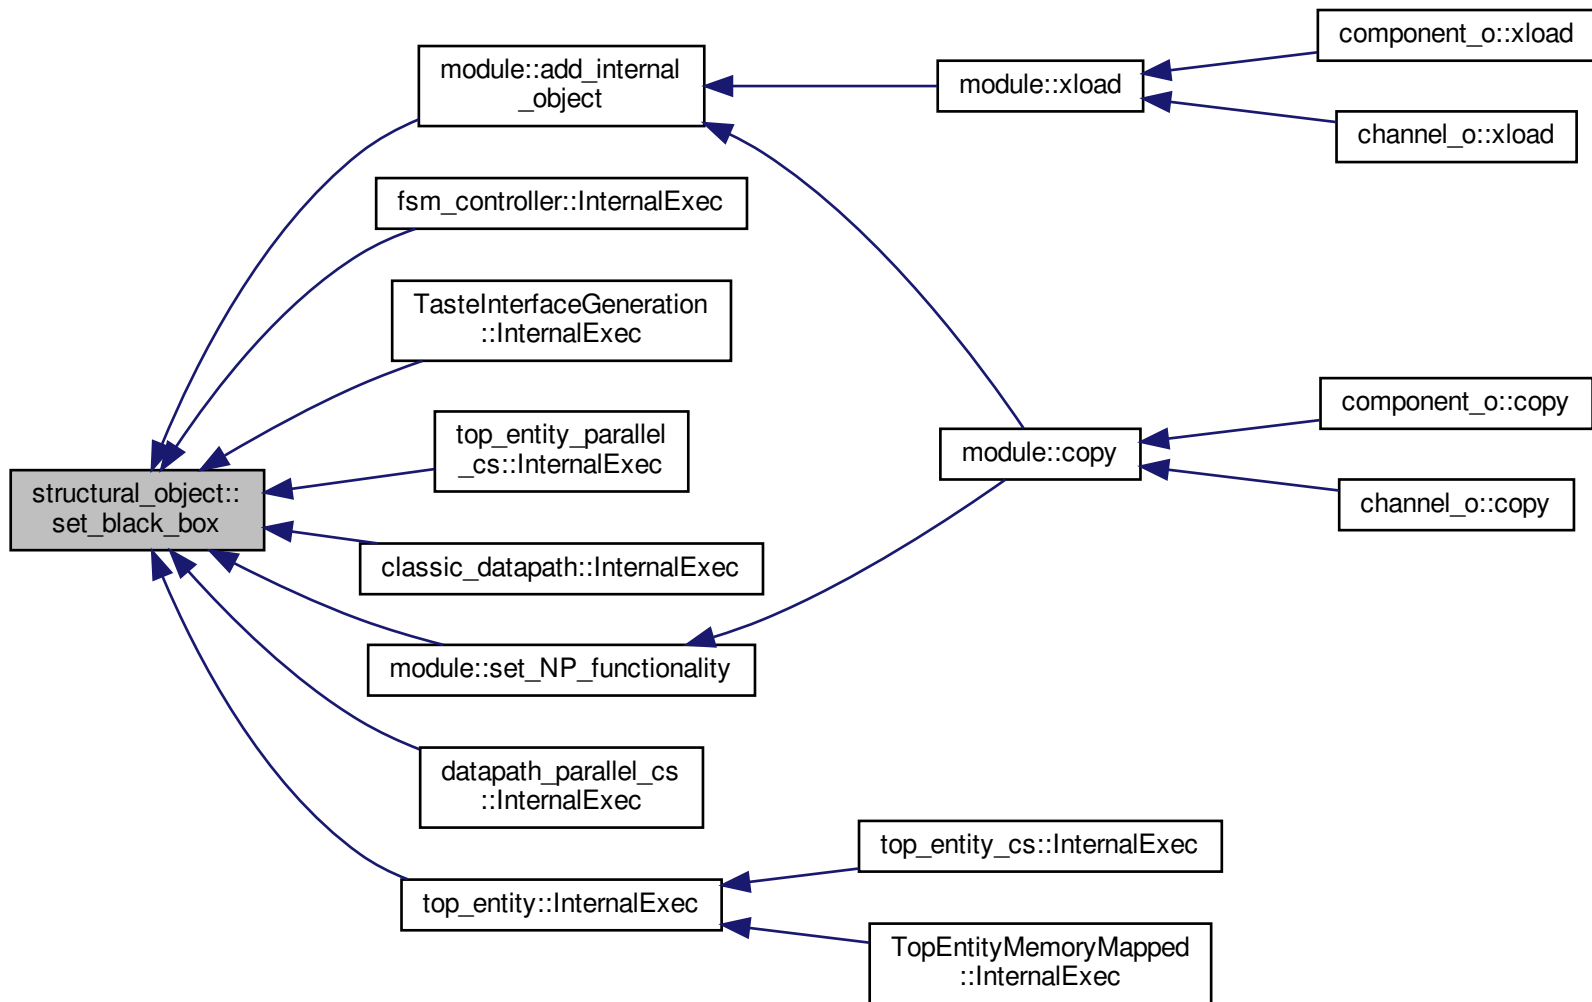 component_o::xload
module::add_internal
_object
module::xload
channel_o::xload
fsm_controller::InternalExec
TasteInterfaceGeneration
::InternalExec
component_o::copy
top_entity_parallel
_cs::InternalExec
module::copy
structural_object::
set_black_box
channel_o::copy
classic_datapath::InternalExec
module::set_NP_functionality
datapath_parallel_cs
::InternalExec
top_entity_cs::InternalExec
top_entity::InternalExec
TopEntityMemoryMapped
::InternalExec